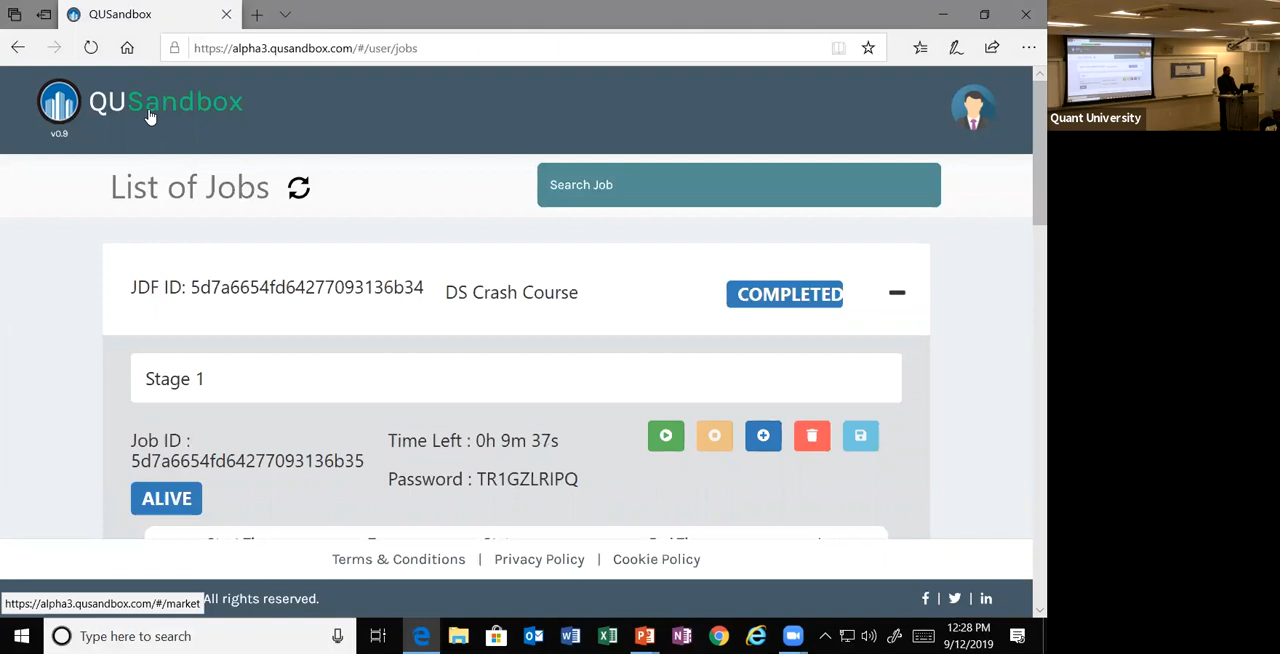 QUSandbox
https://alpha3.qusandbox.com/#/user/jobs
QUSandbox
v0.9
Quant University
List of Jobs
Search Job
JDF ID: 5d7a6654fd64277093136b34
DS Crash Course
COMPLETED
Stage 1
Job ID :
5d7a6654fd64277093136b35
Time Left : 0h 9m 37s
Password : TR1GZLRIPQ
ALIVE
Terms & Conditions | Privacy Policy | Cookie Policy
https://alpha3.qusandbox.com/#/market
All rights reserved.
Type here to search
12:28 PM
9/12/2019